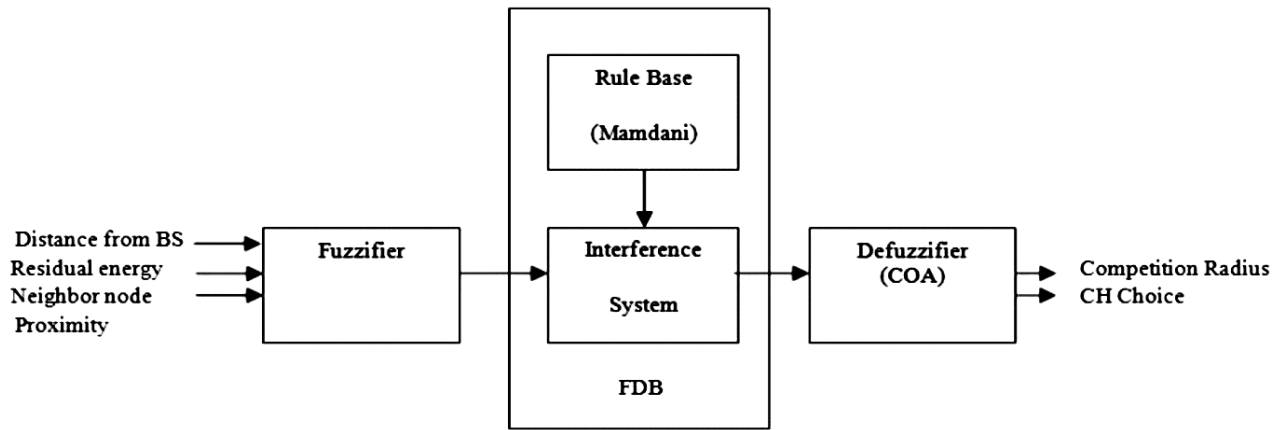 Rule Base
(Mamdani)
Distance from BS
Residual energy
Neighbor node
Proximity
Fuzzifier
Interference
System
FDB
Defuzzifier
(COA)
Competition Radius
CH Choice